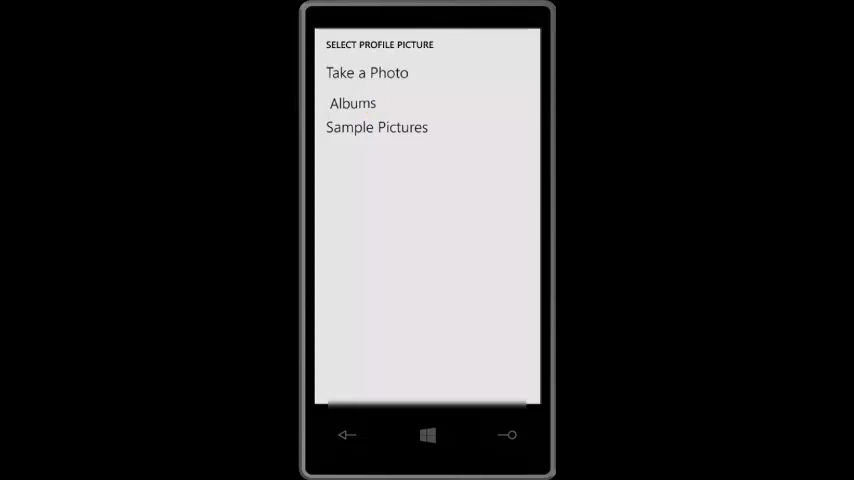 SELECT PROFILE PICTURE
Take a Photo
Albums
Sample Pictures